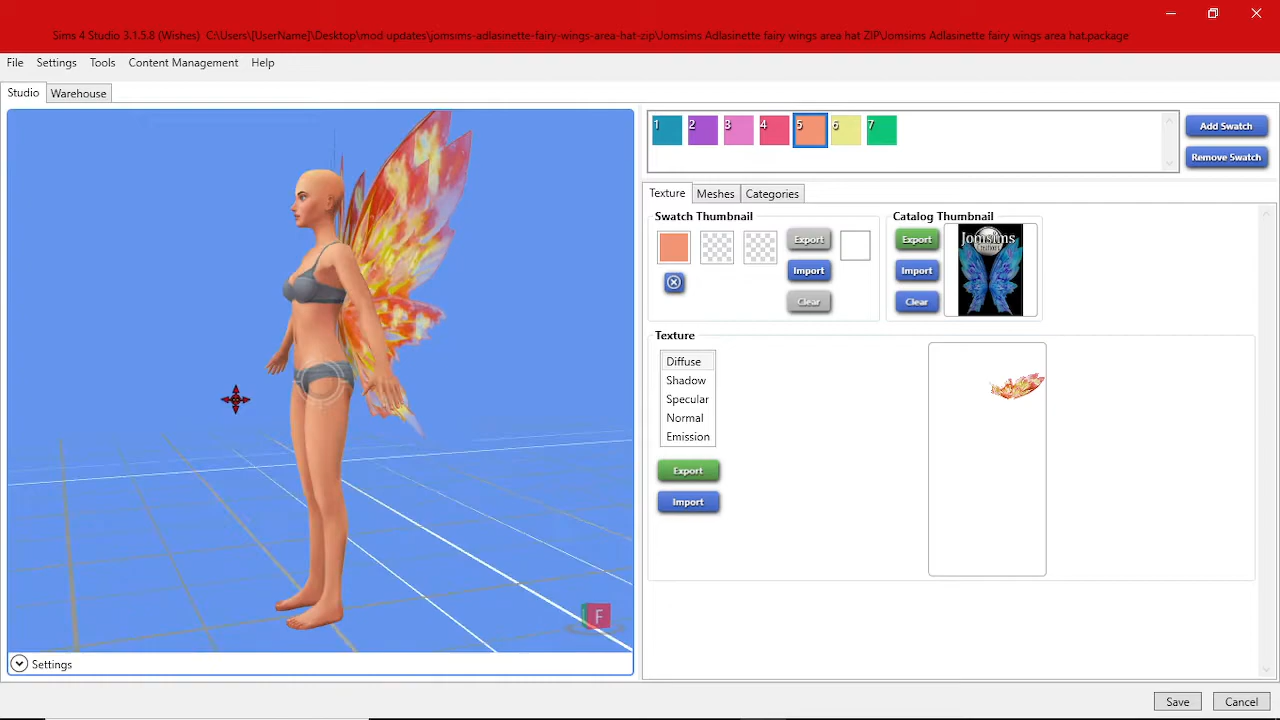 Sims 4 Studio 3.1.5.8 (Wishes) C:\Users\[UserName]\Desktop\mod updates\jomsims-adlasinette-fairy-wings-area-hat-zip\Jomsims Adlasinette fairy wings area hat ZIP\Jomsims Adlasinette fairy wings area hat.package
File Settings Tools Content Management Help
Studio Warehouse
1 2 3 4 5 6 7
Add Swatch
Remove Swatch
Texture Meshes Categories
Swatch Thumbnail
Export
Import
Clear
Catalog Thumbnail
Export
Import
Clear
Jomsims
Texture
Diffuse
Shadow
Specular
Normal
Emission
Export
Import
F
Settings
Save Cancel